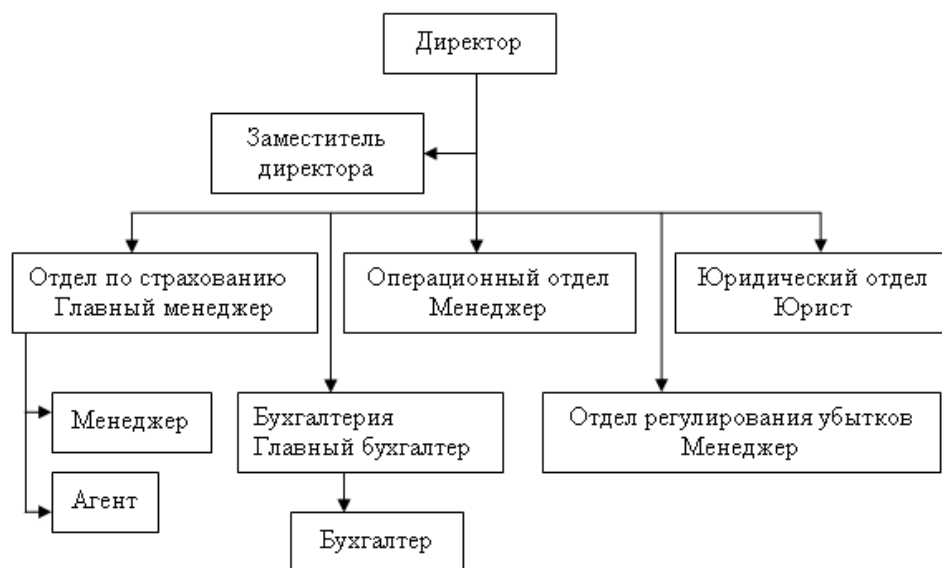 Директор
Заместитель
директора
Отдел по страхованию
Главный менеджер
Операционный отдел
Менеджер
Юридический отдел
Юрист
Менеджер
Бухгалтерия
Главный бухгалтер
Отдел регулирования убытков
Менеджер
Агент
Бухгалтер